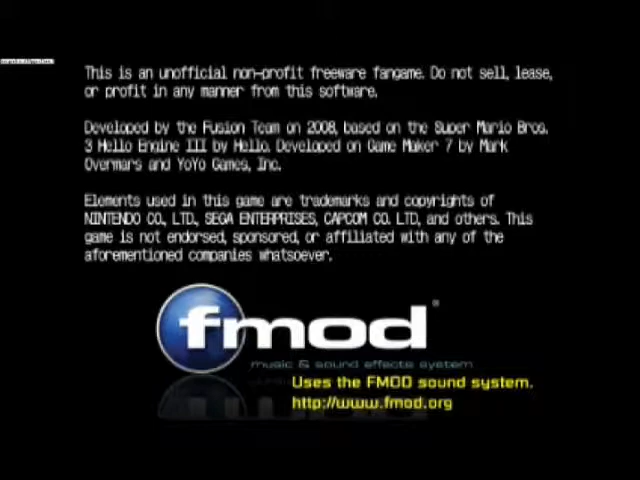 This is an unofficial non-profit freeware fangame. Do not sell, lease,
or profit in any manner from this software.
Developed by the Fusion Team on 2008, based on the Super Mario Bros.
3 Hello Engine III by Hello. Developed on Game Maker 7 by Mark
Overmars and YoYo Games, Inc.
Elements used in this game are trademarks and copyrights of
NINTENDO CO., LTD., SEGA ENTERPRISES, CAPCOM CO. LTD, and others. This
game is not endorsed, sponsored, or affiliated with any of the
aforementioned companies whatsoever.
fmod®
music & sound effects system
Uses the FMOD sound system.
http://www.fmod.org